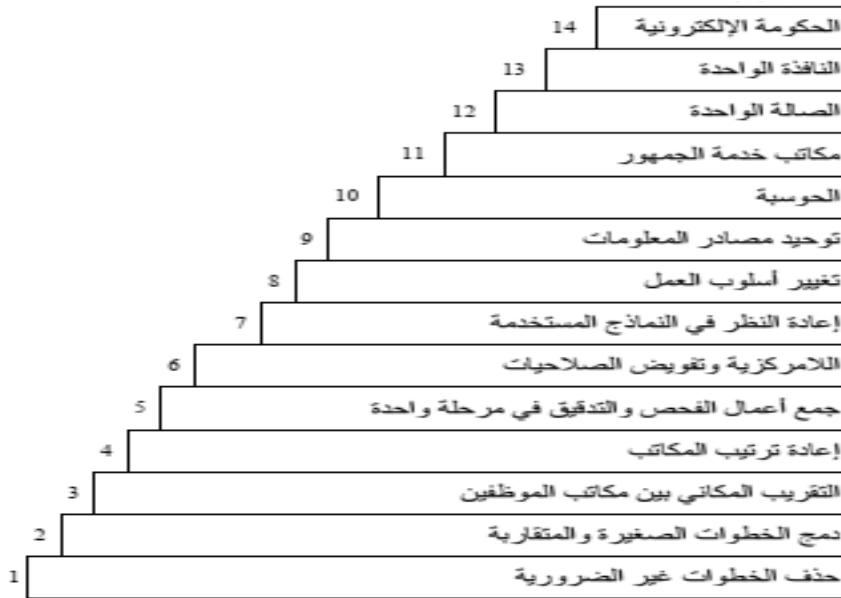 14 الحكومة الإلكترونية
13 النافذة الواحدة
12 الصالة الواحدة
11 مكاتب خدمة الجمهور
10 الحوسبة
9 توحيد مصادر المعلومات
8 تغيير أسلوب العمل
7 إعادة النظر في النماذج المستخدمة
6 اللامركزية وتفويض الصلاحيات
5 جمع أعمال الفحص والتدقيق في مرحلة واحدة
4 إعادة ترتيب المكاتب
3 التقريب المكاني بين مكاتب الموظفين
2 دمج الخطوات الصغيرة والمتقاربة
1 حذف الخطوات غير الضرورية